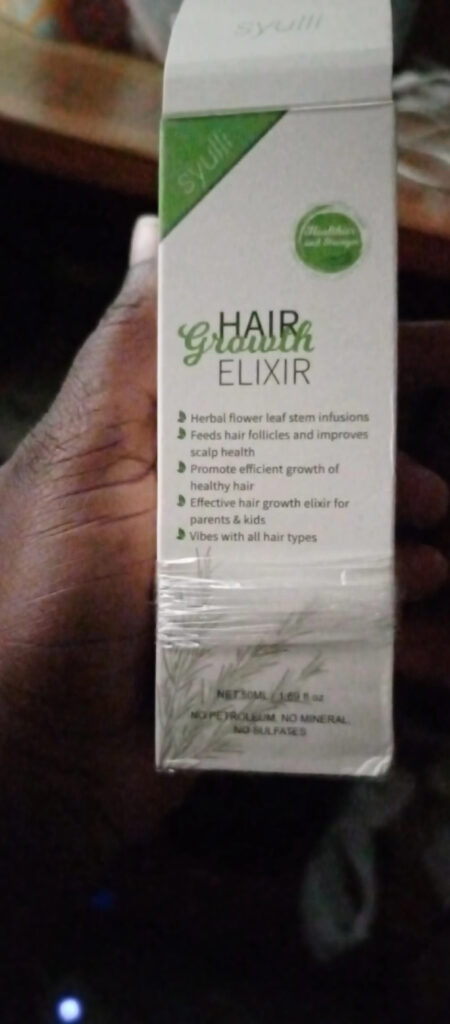 syulli
syulli
Healthier
and Stronger
HAIR
Growth
ELIXIR
Herbal flower leaf stem infusions
Feeds hair follicles and improves
scalp health
Promote efficient growth of
healthy hair
Effective hair growth elixir for
parents & kids
Vibes with all hair types
NET 50ML / 1.69 fl oz
NO PETROLEUM, NO MINERAL,
NO SULFATES